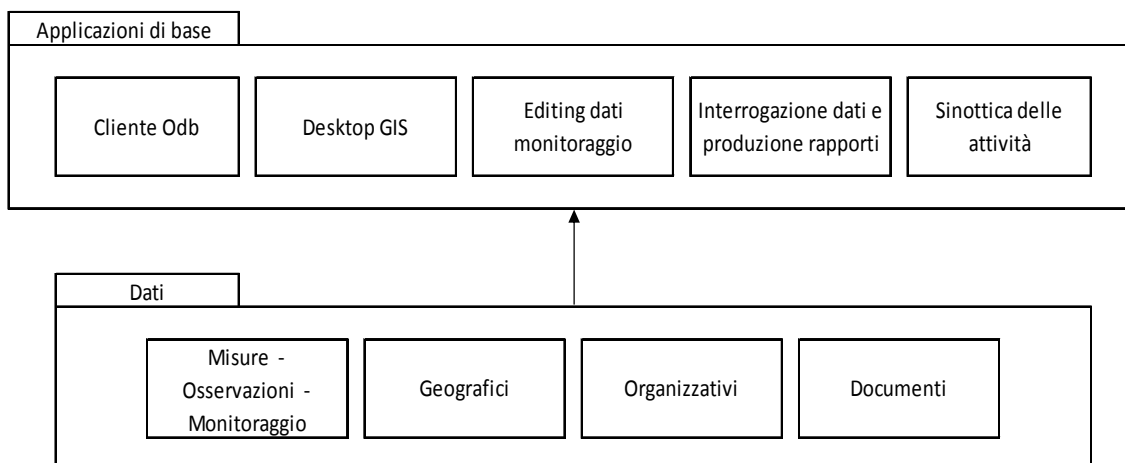 Applicazioni di base
Cliente Odb
Desktop GIS
Editing dati
monitoraggio
Interrogazione dati e
produzione rapporti
Sinottica delle
attività
Dati
Misure -
Osservazioni -
Monitoraggio
Geografici
Organizzativi
Documenti